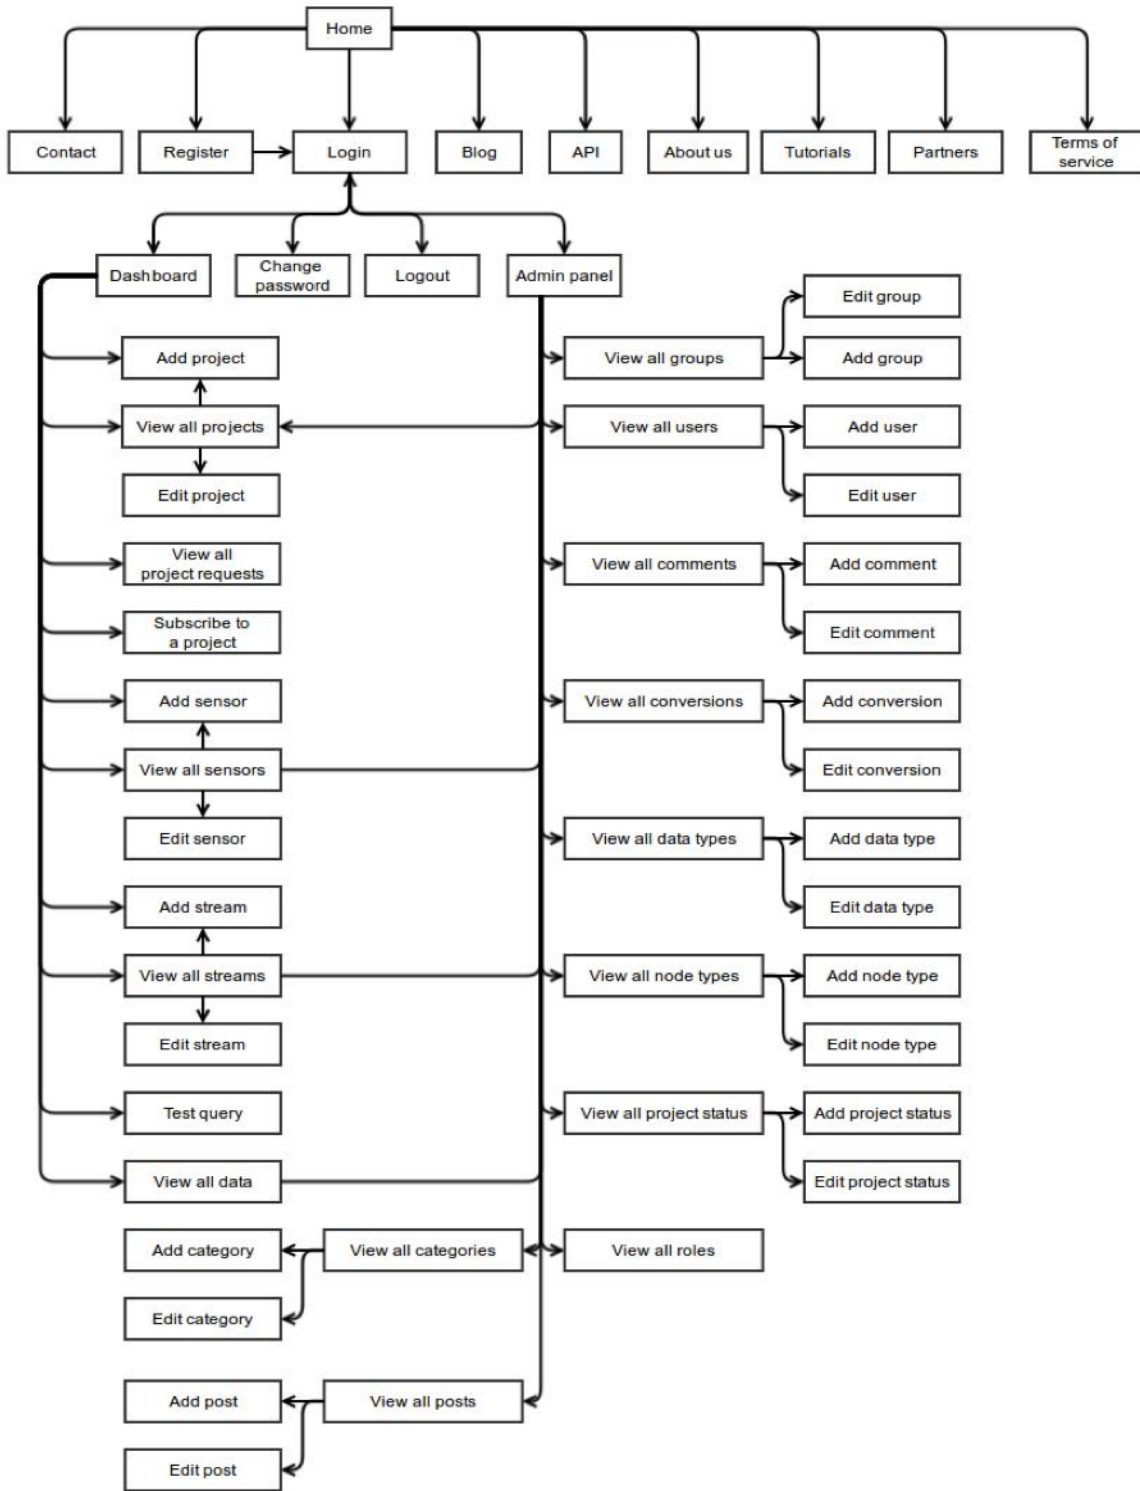 Home
Contact
Register
Login
Blog
API
About us
Tutorials
Partners
Terms of
service
Dashboard
Change
password
Logout
Admin panel
Edit group
Add project
View all groups
Add group
View all projects
View all users
Add user
Edit project
Edit user
View all
project requests
View all comments
Add comment
Subscribe to
a project
Edit comment
Add sensor
View all conversions
Add conversion
View all sensors
Edit conversion
Edit sensor
View all data types
Add data type
Add stream
Edit data type
View all streams
View all node types
Add node type
Edit stream
Edit node type
Test query
View all project status
Add project status
View all data
Edit project status
Add category
View all categories
View all roles
Edit category
Add post
View all posts
Edit post